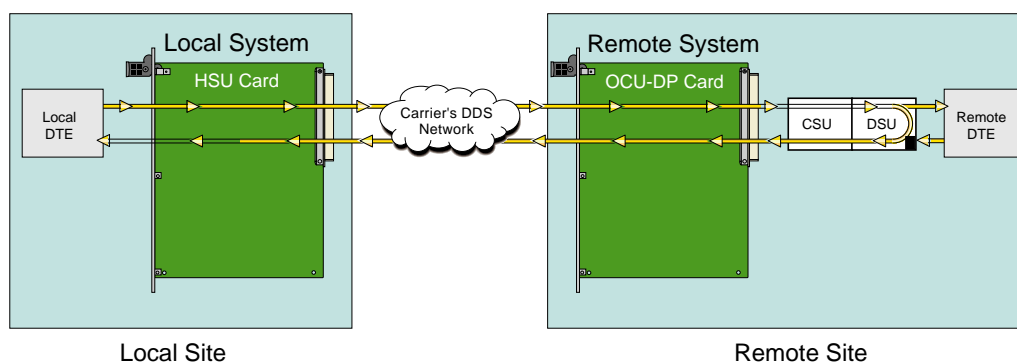 Local System
Remote System
HSU Card
OCU-DP Card
Local
DTE
Carrier's DDS
Network
CSU
DSU
Remote
DTE
Local Site
Remote Site